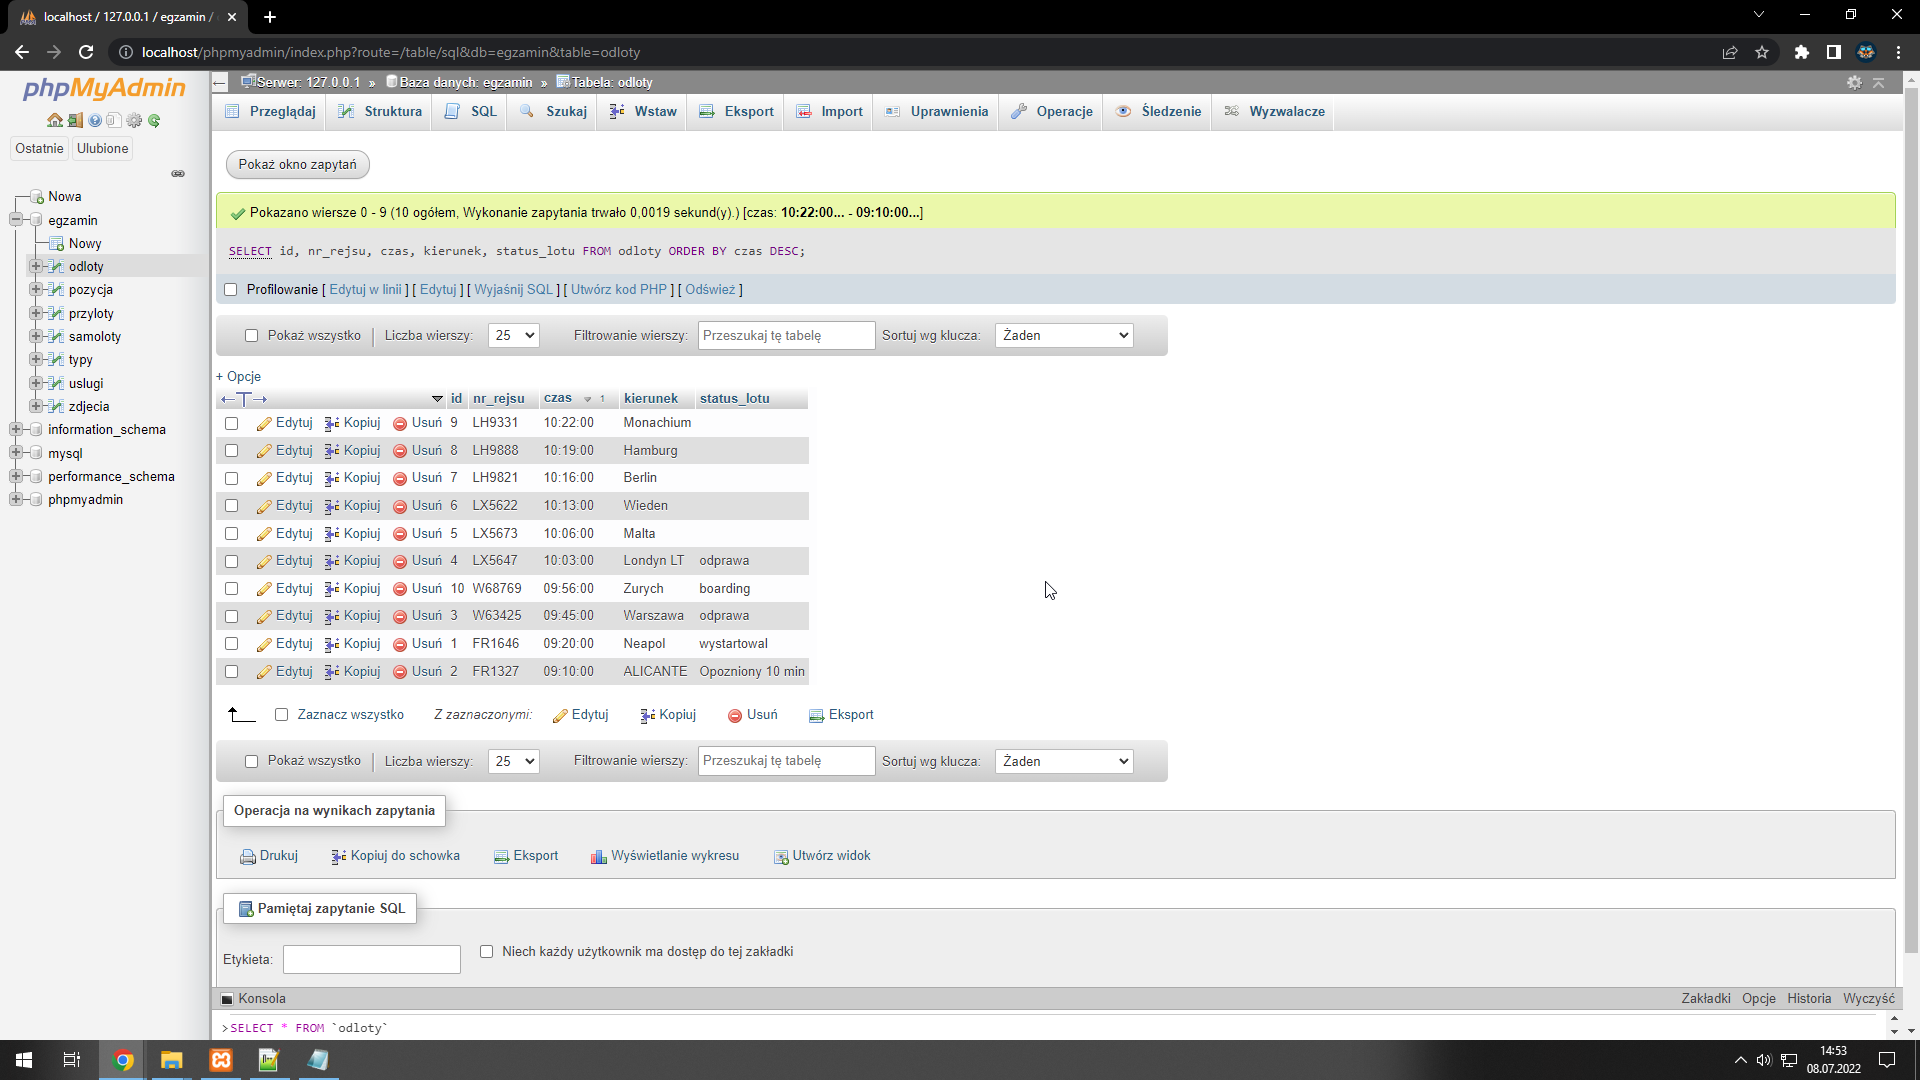 localhost / 127.0.0.1 / egzamin /
localhost/phpmyadmin/index.php?route=/table/sql&db=egzamin&table=odloty
phpMyAdmin
Ostatnie Ulubione
Nowa
egzamin
Nowy
odloty
pozycja
przyloty
samoloty
typy
uslugi
zdjecia
information_schema
mysql
performance_schema
phpmyadmin
Serwer: 127.0.0.1 » Baza danych: egzamin » Tabela: odloty
Przeglądaj Struktura SQL Szukaj Wstaw Eksport Import Uprawnienia Operacje Śledzenie Wyzwalacze
Pokaż okno zapytań
Pokazano wiersze 0 - 9 (10 ogółem, Wykonanie zapytania trwało 0,0019 sekund(y).) [czas: 10:22:00... - 09:10:00...]
SELECT id, nr_rejsu, czas, kierunek, status_lotu FROM odloty ORDER BY czas DESC;
Profilowanie [ Edytuj w linii ] [ Edytuj ] [ Wyjaśnij SQL ] [ Utwórz kod PHP ] [ Odśwież ]
Pokaż wszystko Liczba wierszy: 25 Filtrowanie wierszy: Przeszukaj tę tabelę Sortuj wg klucza: Żaden
+ Opcje
←T→ id nr_rejsu czas 1 kierunek status_lotu
Edytuj Kopiuj Usuń 9 LH9331 10:22:00 Monachium
Edytuj Kopiuj Usuń 8 LH9888 10:19:00 Hamburg
Edytuj Kopiuj Usuń 7 LH9821 10:16:00 Berlin
Edytuj Kopiuj Usuń 6 LX5622 10:13:00 Wieden
Edytuj Kopiuj Usuń 5 LX5673 10:06:00 Malta
Edytuj Kopiuj Usuń 4 LX5647 10:03:00 Londyn LT odprawa
Edytuj Kopiuj Usuń 10 W68769 09:56:00 Zurych boarding
Edytuj Kopiuj Usuń 3 W63425 09:45:00 Warszawa odprawa
Edytuj Kopiuj Usuń 1 FR1646 09:20:00 Neapol wystartowal
Edytuj Kopiuj Usuń 2 FR1327 09:10:00 ALICANTE Opozniony 10 min
Zaznacz wszystko Z zaznaczonymi: Edytuj Kopiuj Usuń Eksport
Pokaż wszystko Liczba wierszy: 25 Filtrowanie wierszy: Przeszukaj tę tabelę Sortuj wg klucza: Żaden
Operacja na wynikach zapytania
Drukuj Kopiuj do schowka Eksport Wyświetlanie wykresu Utwórz widok
Pamiętaj zapytanie SQL
Etykieta: Niech każdy użytkownik ma dostęp do tej zakładki
Konsola Zakładki Opcje Historia Wyczyść
>SELECT * FROM `odloty`
14:53
08.07.2022